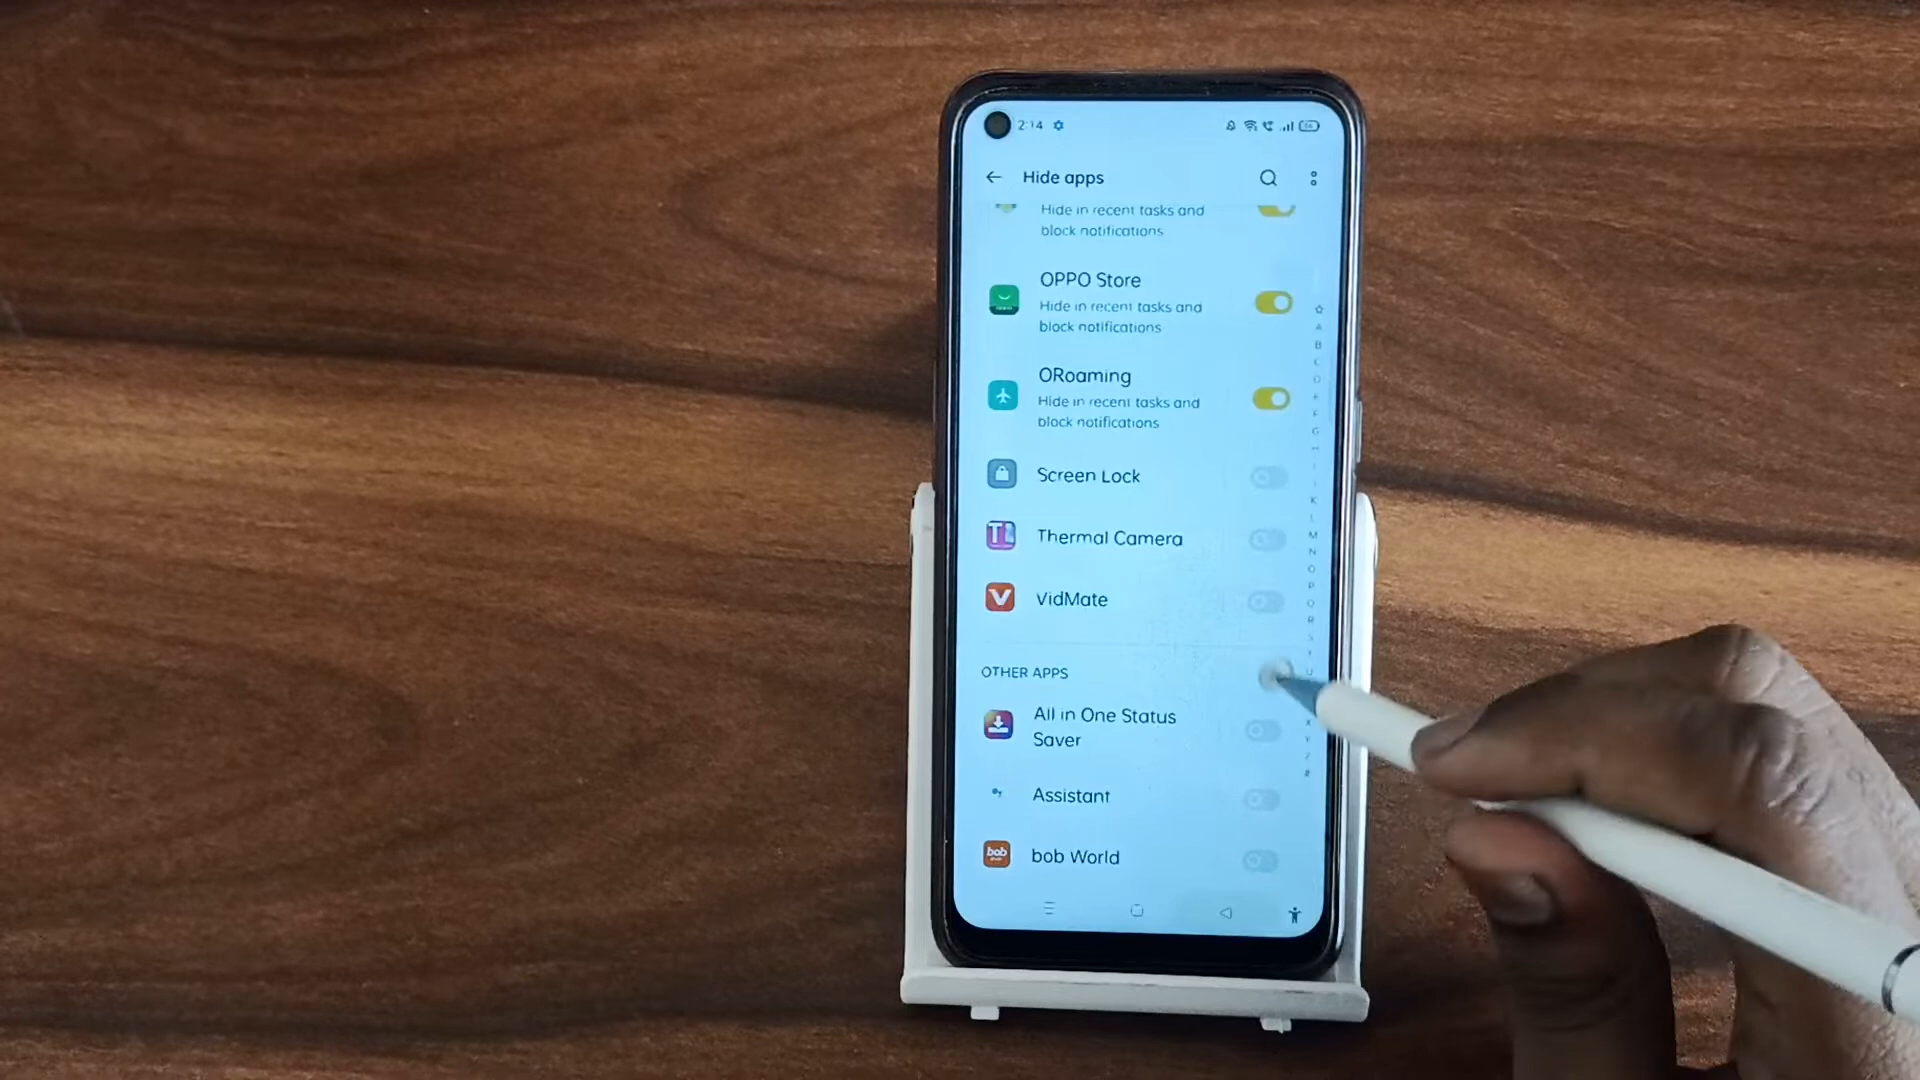 2:14
Hide apps
Hide in recent tasks and
block notifications
OPPO Store
Hide in recent tasks and
block notifications
ORoaming
Hide in recent tasks and
block notifications
Screen Lock
Thermal Camera
VidMate
OTHER APPS
All in One Status
Saver
Assistant
bob World
bob
A
B
C
D
E
F
G
H
I
J
K
L
M
N
O
P
Q
R
S
T
U
X
Y
Z
#